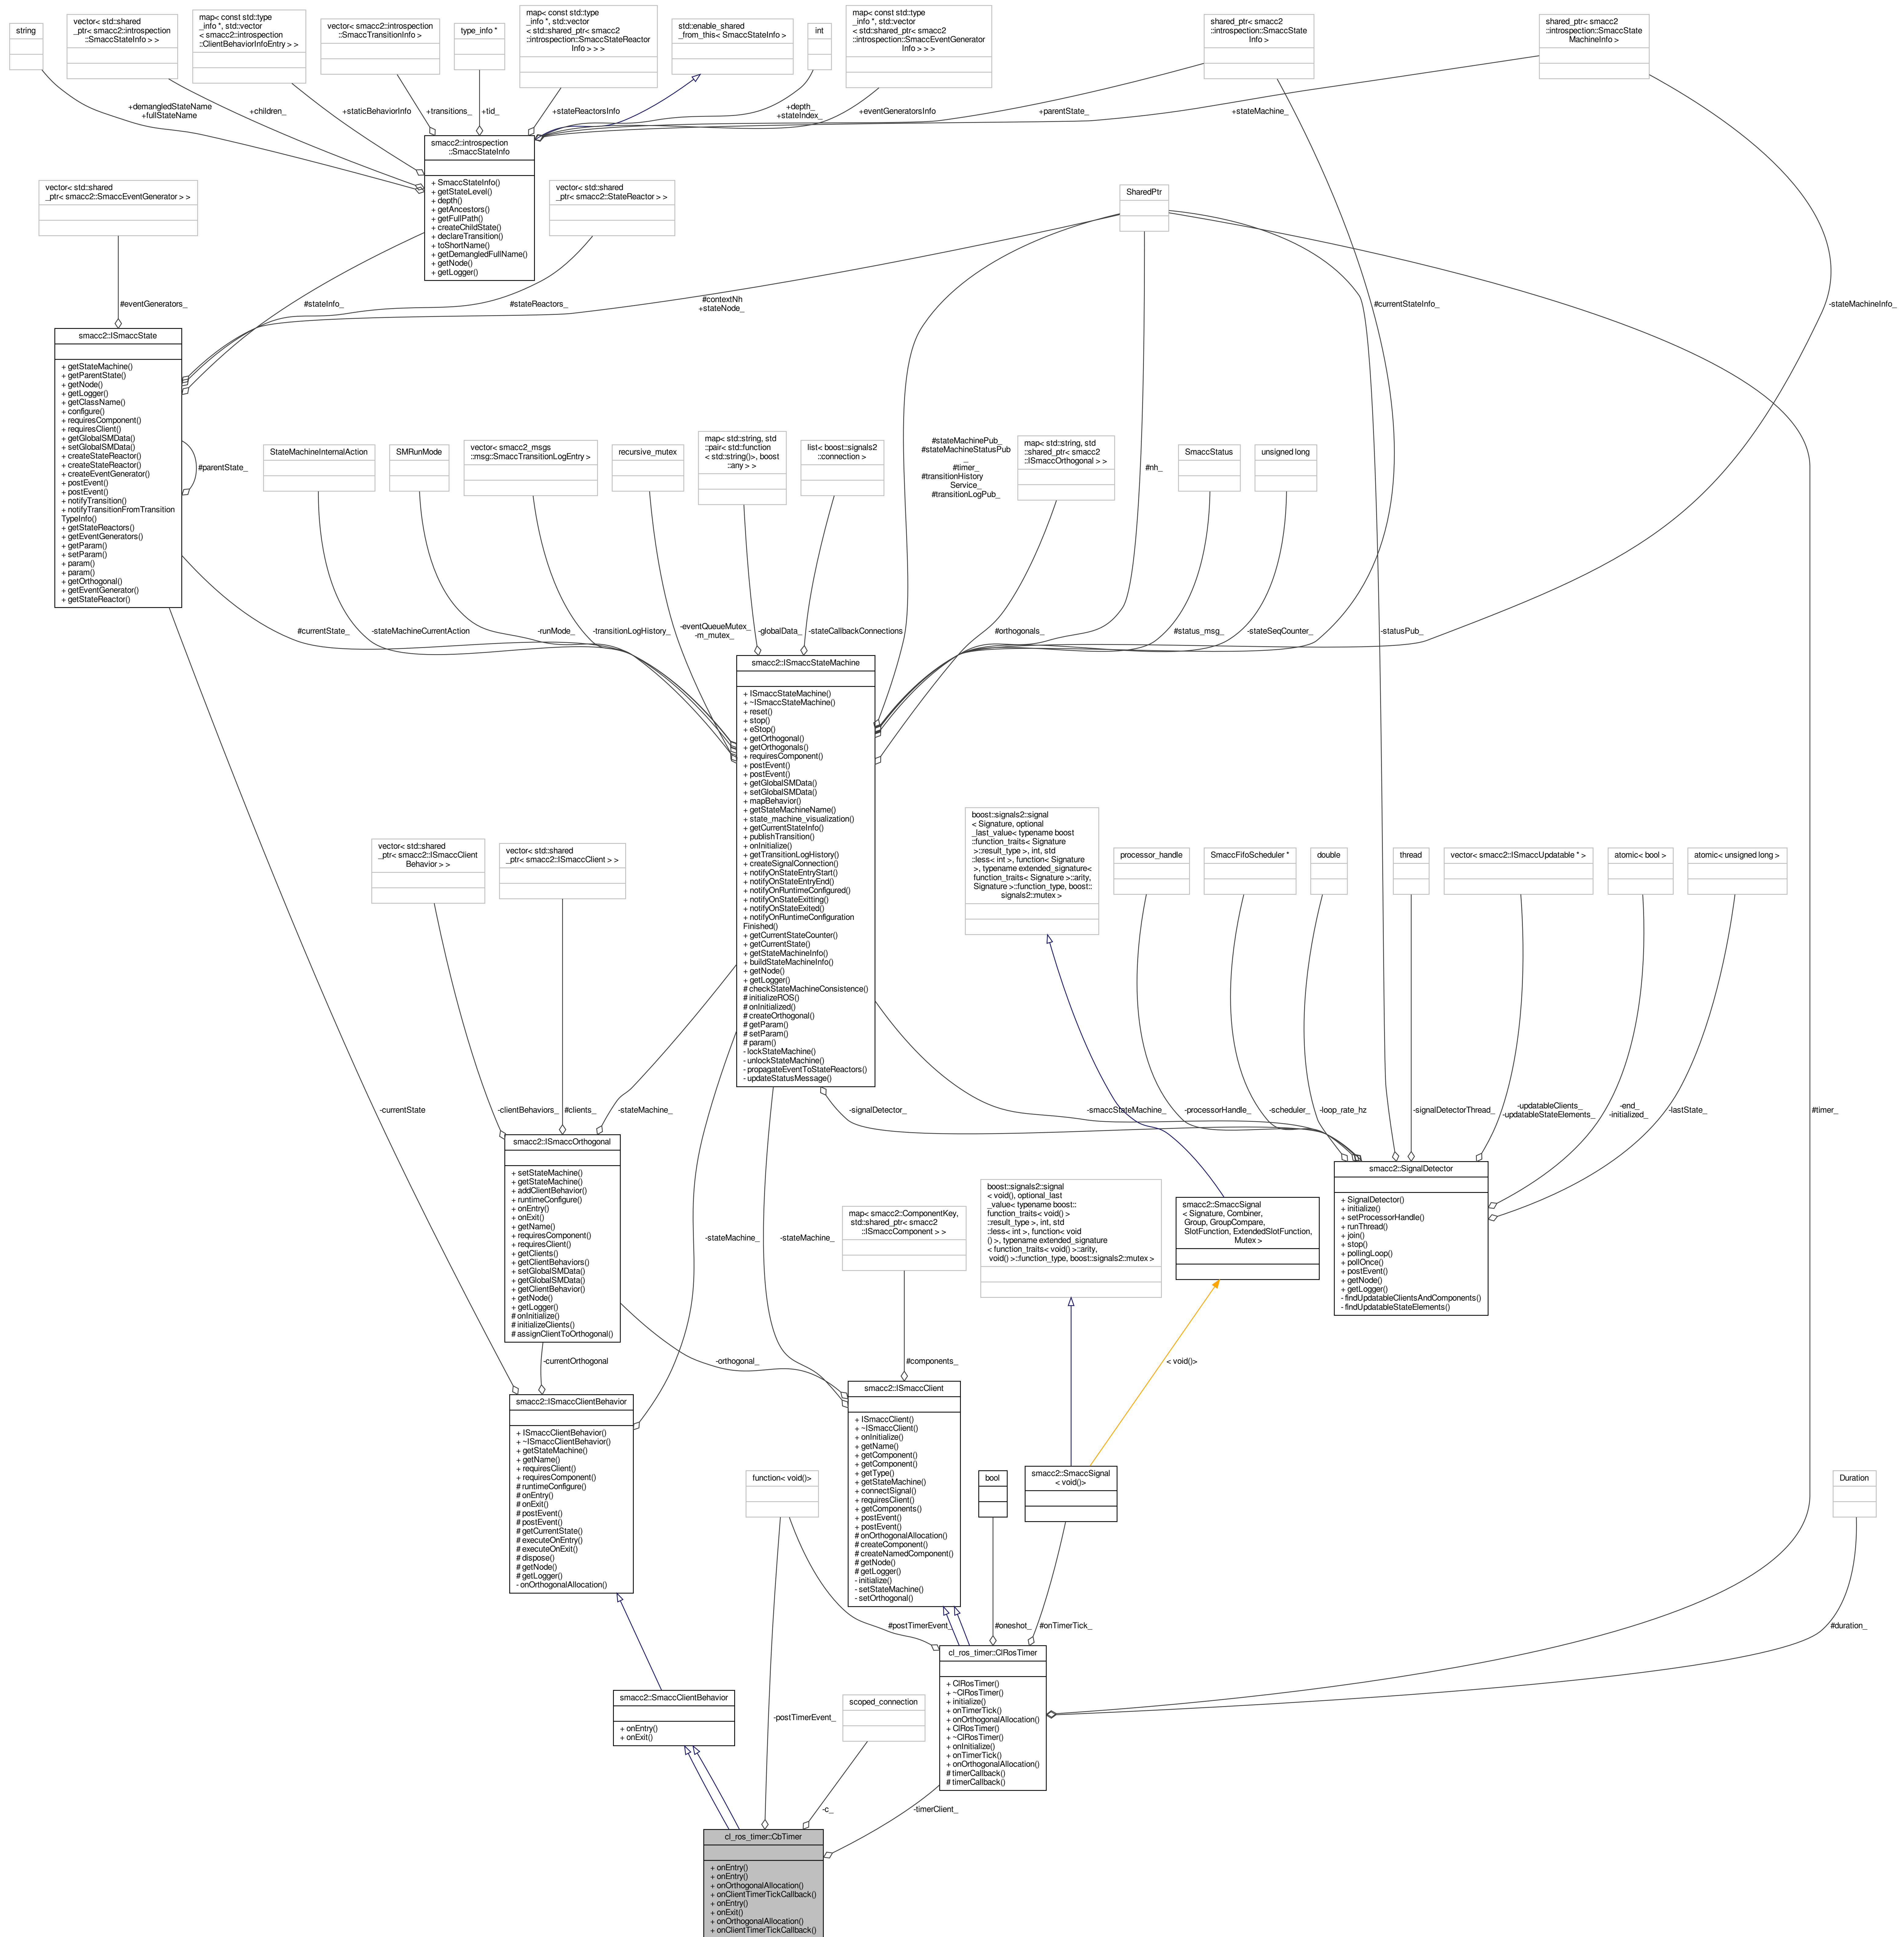 string
vector< std::shared
_ptr< smacc2::introspection
::SmaccStateInfo > >
map< const std::type
_info *, std::vector
< smacc2::introspection
::ClientBehaviorInfoEntry > >
vector< smacc2::introspection
::SmaccTransitionInfo >
type_info *
map< const std::type
_info *, std::vector
< std::shared_ptr< smacc2
::introspection::SmaccStateReactor
Info > > >
std::enable_shared
_from_this< SmaccStateInfo >
int
map< const std::type
_info *, std::vector
< std::shared_ptr< smacc2
::introspection::SmaccEventGenerator
Info > > >
shared_ptr< smacc2
::introspection::SmaccState
Info >
shared_ptr< smacc2
::introspection::SmaccState
MachineInfo >
+demangledStateName
+fullStateName
+children_
+staticBehaviorInfo
+transitions_
+tid_
+stateReactorsInfo
+depth_
+stateIndex_
+eventGeneratorsInfo
+parentState_
+stateMachine_
smacc2::introspection
::SmaccStateInfo
+ SmaccStateInfo()
+ getStateLevel()
+ depth()
+ getAncestors()
+ getFullPath()
+ createChildState()
+ declareTransition()
+ toShortName()
+ getDemangledFullName()
+ getNode()
+ getLogger()
vector< std::shared
_ptr< smacc2::SmaccEventGenerator > >
vector< std::shared
_ptr< smacc2::StateReactor > >
SharedPtr
#eventGenerators_
#stateInfo_
#stateReactors_
#contextNh
+stateNode_
#currentStateInfo_
-stateMachineInfo_
smacc2::ISmaccState
+ getStateMachine()
+ getParentState()
+ getNode()
+ getLogger()
+ getClassName()
+ configure()
+ requiresComponent()
+ requiresClient()
+ getGlobalSMData()
+ setGlobalSMData()
+ createStateReactor()
+ createStateReactor()
+ createEventGenerator()
+ postEvent()
+ postEvent()
+ notifyTransition()
+ notifyTransitionFromTransition
TypeInfo()
+ getStateReactors()
+ getEventGenerators()
+ getParam()
+ setParam()
+ param()
+ param()
+ getOrthogonal()
+ getEventGenerator()
+ getStateReactor()
#parentState_
StateMachineInternalAction
SMRunMode
vector< smacc2_msgs
::msg::SmaccTransitionLogEntry >
recursive_mutex
map< std::string, std
::pair< std::function
< std::string()>, boost
::any > >
list< boost::signals2
::connection >
#stateMachinePub_
#stateMachineStatusPub
_
#timer_
#transitionHistory
Service_
#transitionLogPub_
map< std::string, std
::shared_ptr< smacc2
::ISmaccOrthogonal > >
#nh_
SmaccStatus
unsigned long
#currentState_
-stateMachineCurrentAction
-runMode_
-transitionLogHistory_
-eventQueueMutex_
-m_mutex_
-globalData_
-stateCallbackConnections
#orthogonals_
#status_msg_
-stateSeqCounter_
-statusPub_
smacc2::ISmaccStateMachine
+ ISmaccStateMachine()
+ ~ISmaccStateMachine()
+ reset()
+ stop()
+ eStop()
+ getOrthogonal()
+ getOrthogonals()
+ requiresComponent()
+ postEvent()
+ postEvent()
+ getGlobalSMData()
+ setGlobalSMData()
+ mapBehavior()
+ getStateMachineName()
+ state_machine_visualization()
+ getCurrentStateInfo()
+ publishTransition()
+ onInitialize()
+ getTransitionLogHistory()
+ createSignalConnection()
+ notifyOnStateEntryStart()
+ notifyOnStateEntryEnd()
+ notifyOnRuntimeConfigured()
+ notifyOnStateExitting()
+ notifyOnStateExited()
+ notifyOnRuntimeConfiguration
Finished()
+ getCurrentStateCounter()
+ getCurrentState()
+ getStateMachineInfo()
+ buildStateMachineInfo()
+ getNode()
+ getLogger()
# checkStateMachineConsistence()
# initializeROS()
# onInitialized()
# createOrthogonal()
# getParam()
# setParam()
# param()
- lockStateMachine()
- unlockStateMachine()
- propagateEventToStateReactors()
- updateStatusMessage()
vector< std::shared
_ptr< smacc2::ISmaccClient
Behavior > >
vector< std::shared
_ptr< smacc2::ISmaccClient > >
boost::signals2::signal
< Signature, optional
_last_value< typename boost
::function_traits< Signature
>::result_type >, int, std
::less< int >, function< Signature
>, typename extended_signature<
function_traits< Signature >::arity,
Signature >::function_type, boost::
signals2::mutex >
processor_handle
SmaccFifoScheduler *
double
thread
vector< smacc2::ISmaccUpdatable * >
atomic< bool >
atomic< unsigned long >
-currentState
-clientBehaviors_
#clients_
-stateMachine_
-signalDetector_
-smaccStateMachine_
-processorHandle_
-scheduler_
-loop_rate_hz
-signalDetectorThread_
-updatableClients_
-updatableStateElements_
-end_
-initialized_
-lastState_
#timer_
smacc2::ISmaccOrthogonal
+ setStateMachine()
+ getStateMachine()
+ addClientBehavior()
+ runtimeConfigure()
+ onEntry()
+ onExit()
+ getName()
+ requiresComponent()
+ requiresClient()
+ getClients()
+ getClientBehaviors()
+ setGlobalSMData()
+ getGlobalSMData()
+ getClientBehavior()
+ getNode()
+ getLogger()
# onInitialize()
# initializeClients()
# assignClientToOrthogonal()
-stateMachine_
-stateMachine_
map< smacc2::ComponentKey,
std::shared_ptr< smacc2
::ISmaccComponent > >
boost::signals2::signal
< void(), optional_last
_value< typename boost::
function_traits< void() >
::result_type >, int, std
::less< int >, function< void
() >, typename extended_signature
< function_traits< void() >::arity,
void() >::function_type, boost::signals2::mutex >
smacc2::SmaccSignal
< Signature, Combiner,
Group, GroupCompare,
SlotFunction, ExtendedSlotFunction,
Mutex >
smacc2::SignalDetector
+ SignalDetector()
+ initialize()
+ setProcessorHandle()
+ runThread()
+ join()
+ stop()
+ pollingLoop()
+ pollOnce()
+ postEvent()
+ getNode()
+ getLogger()
- findUpdatableClientsAndComponents()
- findUpdatableStateElements()
-currentOrthogonal
-orthogonal_
#components_
< void()>
smacc2::ISmaccClientBehavior
+ ISmaccClientBehavior()
+ ~ISmaccClientBehavior()
+ getStateMachine()
+ getName()
+ requiresClient()
+ requiresComponent()
# runtimeConfigure()
# onEntry()
# onExit()
# postEvent()
# postEvent()
# getCurrentState()
# executeOnEntry()
# executeOnExit()
# dispose()
# getNode()
# getLogger()
- onOrthogonalAllocation()
smacc2::ISmaccClient
+ ISmaccClient()
+ ~ISmaccClient()
+ onInitialize()
+ getName()
+ getComponent()
+ getComponent()
+ getType()
+ getStateMachine()
+ connectSignal()
+ requiresClient()
+ getComponents()
+ postEvent()
+ postEvent()
# onOrthogonalAllocation()
# createComponent()
# createNamedComponent()
# getNode()
# getLogger()
- initialize()
- setStateMachine()
- setOrthogonal()
function< void()>
bool
smacc2::SmaccSignal
< void()>
Duration
#postTimerEvent_
#oneshot_
#onTimerTick_
#duration_
cl_ros_timer::ClRosTimer
+ ClRosTimer()
+ ~ClRosTimer()
+ initialize()
+ onTimerTick()
+ onOrthogonalAllocation()
+ ClRosTimer()
+ ~ClRosTimer()
+ onInitialize()
+ onTimerTick()
+ onOrthogonalAllocation()
# timerCallback()
# timerCallback()
smacc2::SmaccClientBehavior
+ onEntry()
+ onExit()
scoped_connection
-postTimerEvent_
-c_
-timerClient_
cl_ros_timer::CbTimer
+ onEntry()
+ onEntry()
+ onOrthogonalAllocation()
+ onClientTimerTickCallback()
+ onEntry()
+ onExit()
+ onOrthogonalAllocation()
+ onClientTimerTickCallback()